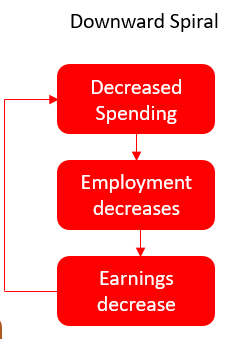 Downward Spiral
Decreased
Spending
Employment
decreases
Earnings
decrease